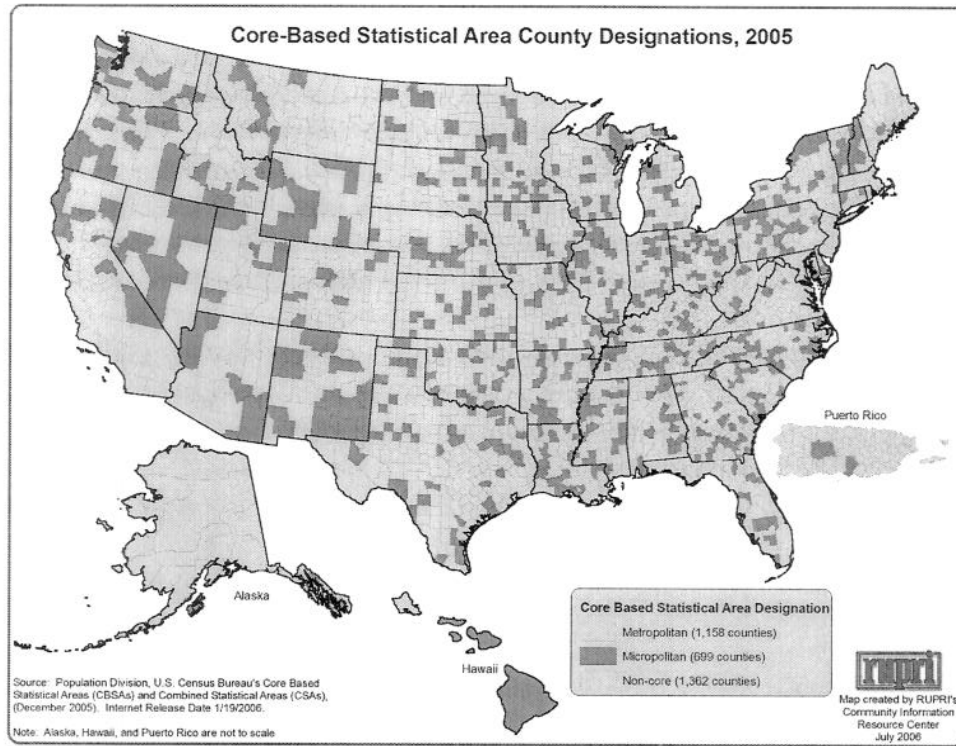 Core-Based Statistical Area County Designations, 2005
Puerto Rico
Alaska
Hawaii
Core Based Statistical Area Designation
Metropolitan (1,158 counties)
Micropolitan (699 counties)
Non-core (1,362 counties)
Source: Population Division, U.S. Census Bureau's Core Based
Statistical Areas (CBSAs) and Combined Statistical Areas (CSAs),
(December 2005). Internet Release Date 1/19/2006.
Note: Alaska, Hawaii, and Puerto Rico are not to scale
rupri
Map created by RUPRI's
Community Information
Resource Center
July 2006